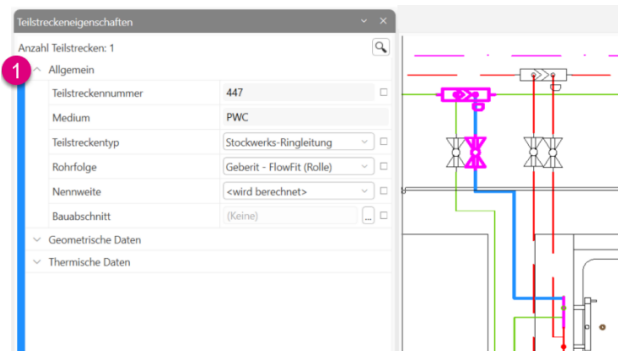 Teilstreckeneigenschaften
Anzahl Teilstrecken: 1
1
Allgemein
Teilstreckennummer 447
Medium PWC
Teilstreckentyp Stockwerks-Ringleitung
Rohrfolge Geberit - FlowFit (Rolle)
Nennweite <wird berechnet>
Bauabschnitt (Keine) ...
Geometrische Daten
Thermische Daten